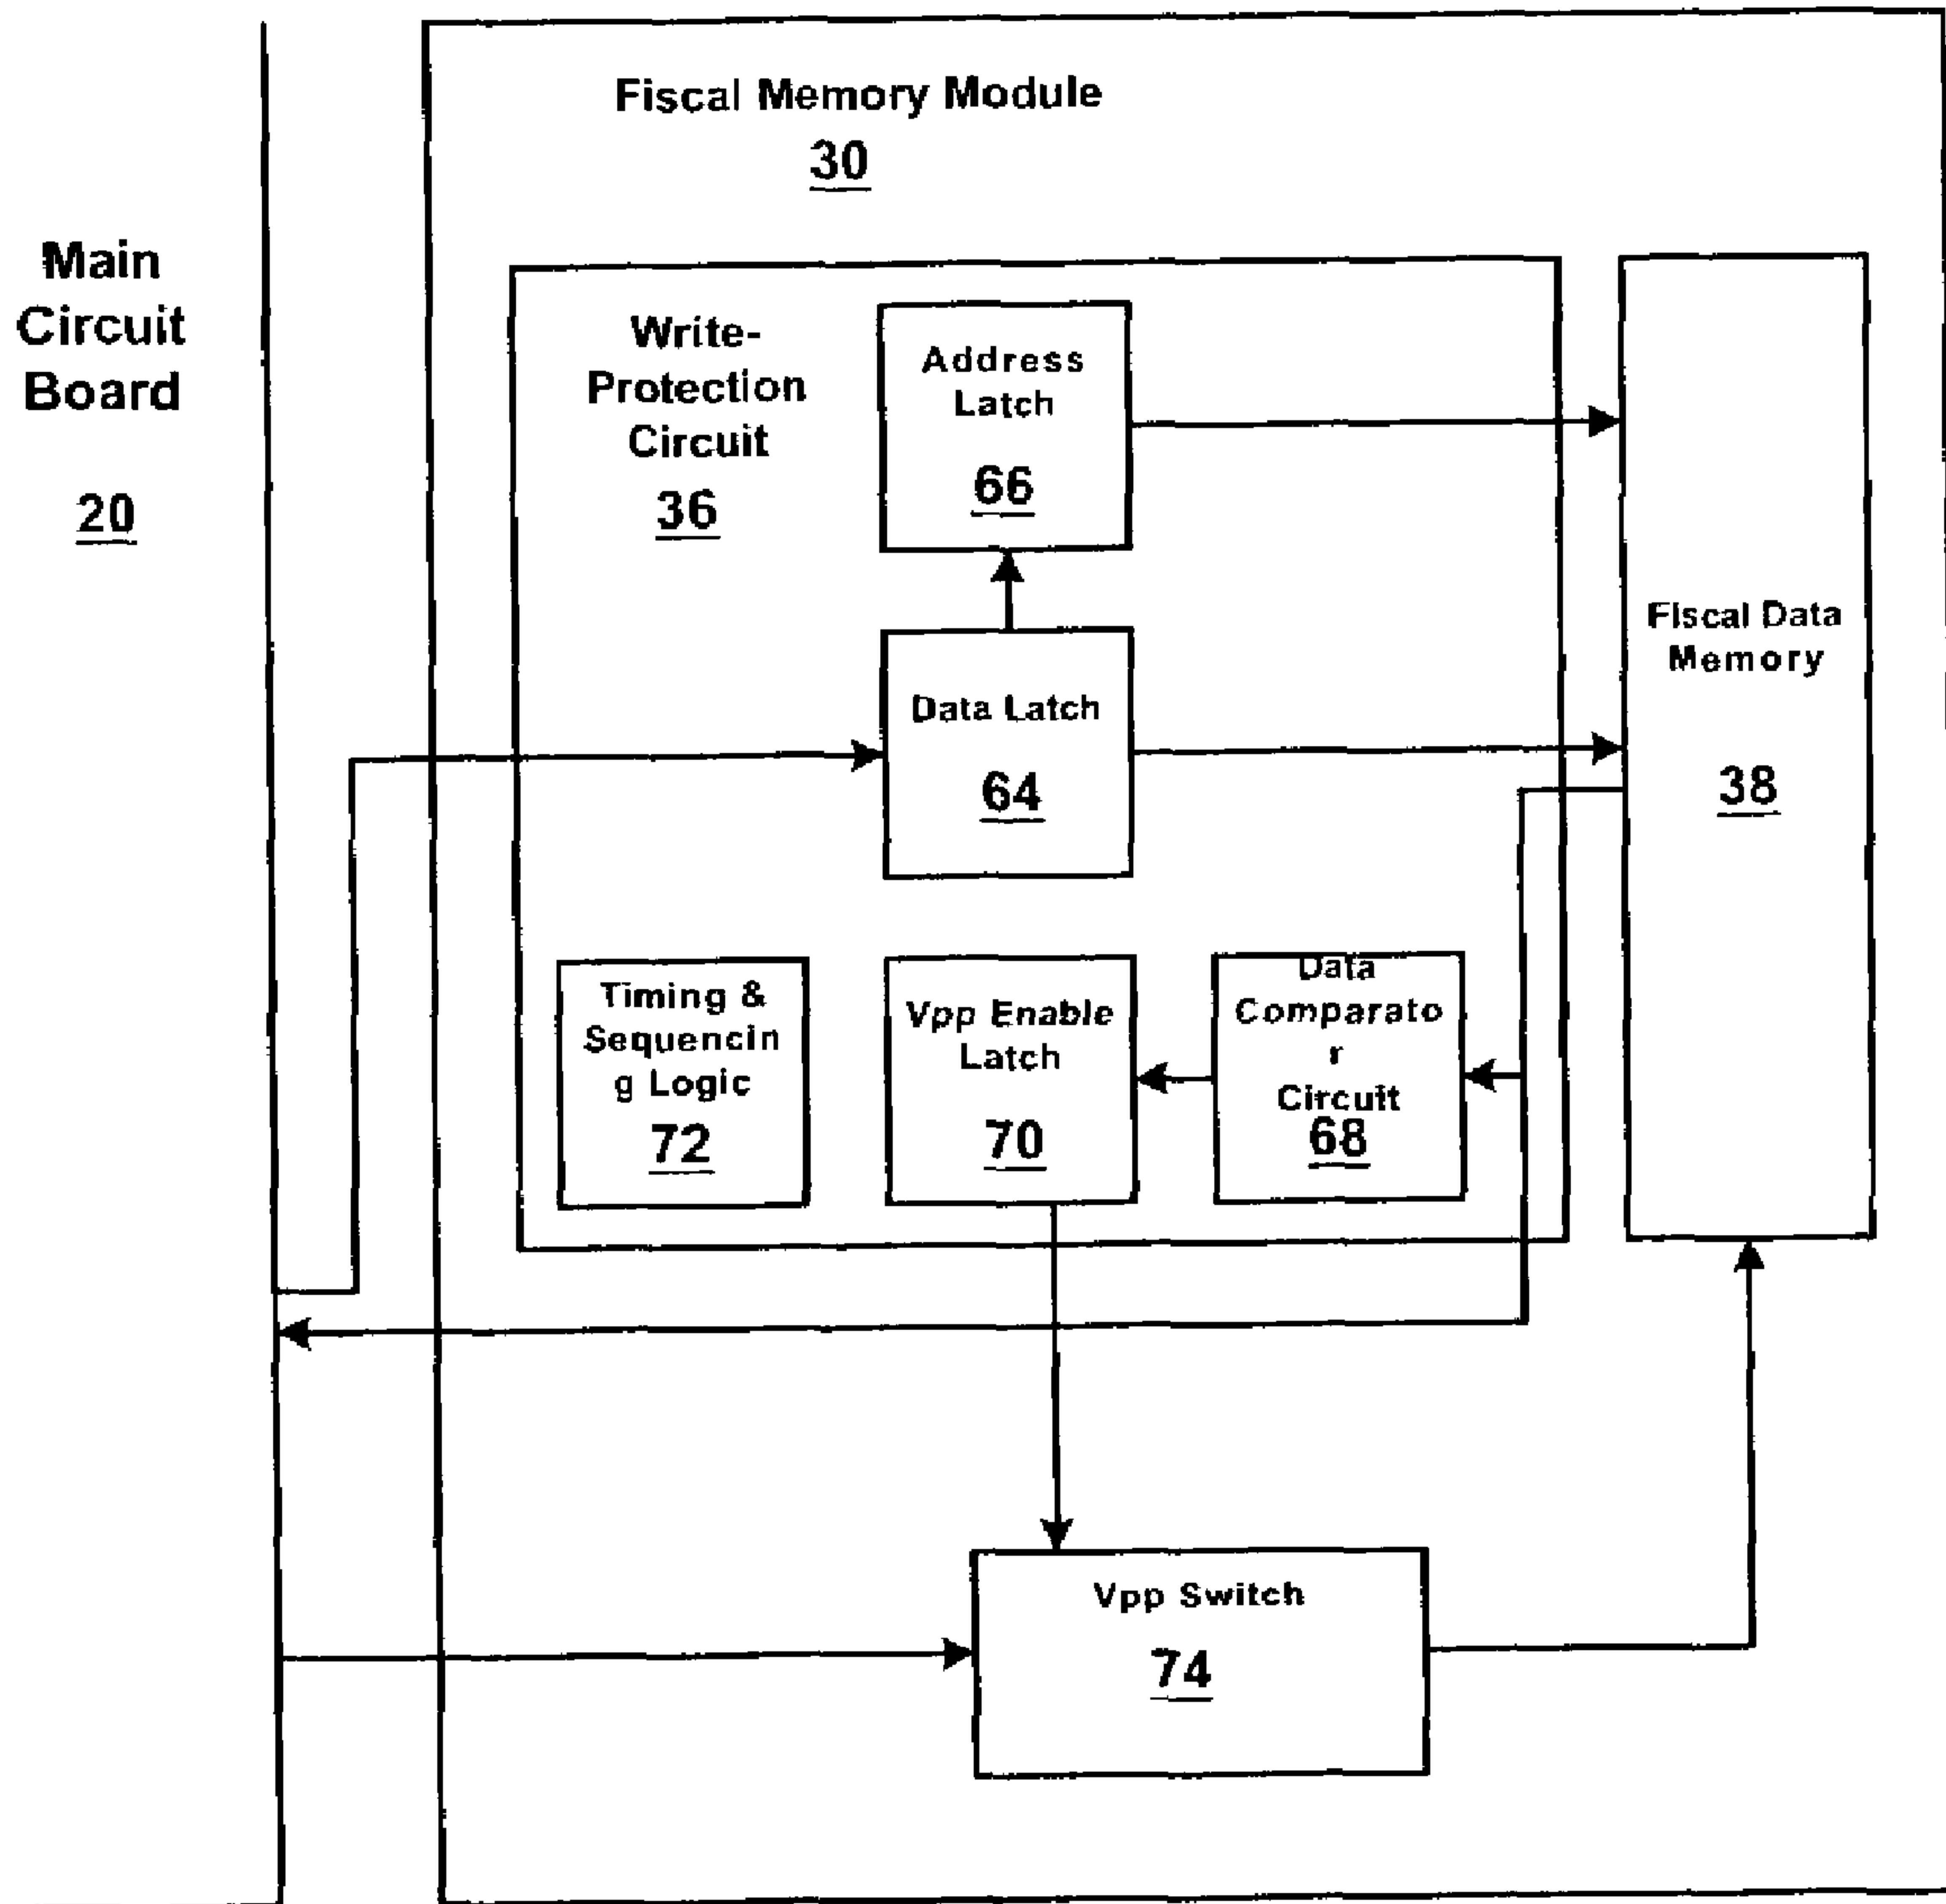 Fiscal Memory Module
30
Main
Circuit
Board
20
Write-
Protection
Circuit
36
Address
Latch
66
Data Latch
64
Fiscal Data
Memory
38
Timing &
Sequencin
g Logic
72
Vpp Enable
Latch
70
Data
Comparato
r
Circuit
68
Vpp Switch
74